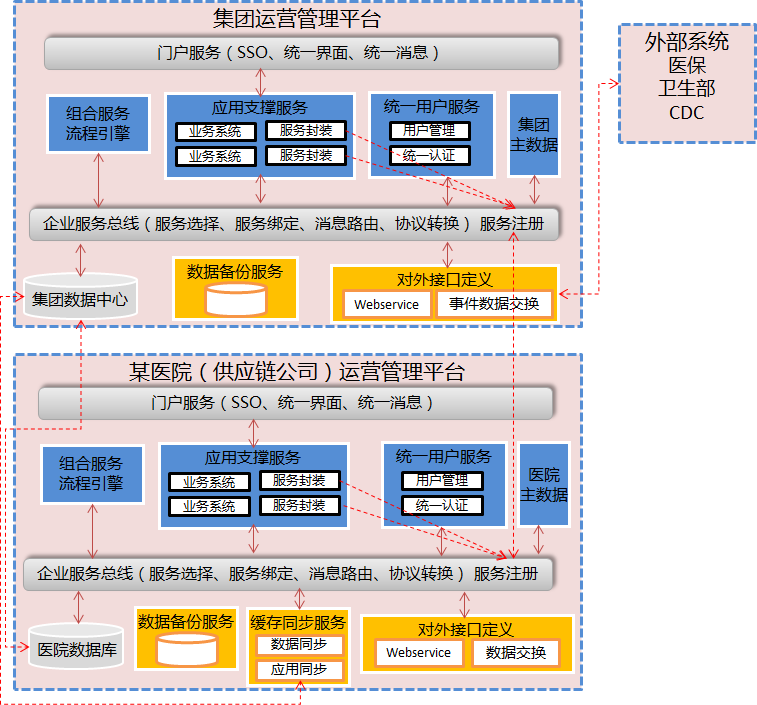 集团运营管理平台
门户服务（SSO、统一界面、统一消息）
组合服务
流程引擎
应用支撑服务
业务系统
服务封装
业务系统
服务封装
统一用户服务
用户管理
统一认证
集团
主数据
外部系统
医保
卫生部
CDC
企业服务总线（服务选择、服务绑定、消息路由、协议转换）
服务注册
集团数据中心
数据备份服务
对外接口定义
Webservice
事件数据交换
某医院（供应链公司）运营管理平台
门户服务（SSO、统一界面、统一消息）
组合服务
流程引擎
应用支撑服务
业务系统
服务封装
业务系统
服务封装
统一用户服务
用户管理
统一认证
医院
主数据
企业服务总线（服务选择、服务绑定、消息路由、协议转换）
服务注册
医院数据库
数据备份服务
缓存同步服务
数据同步
应用同步
对外接口定义
Webservice
数据交换